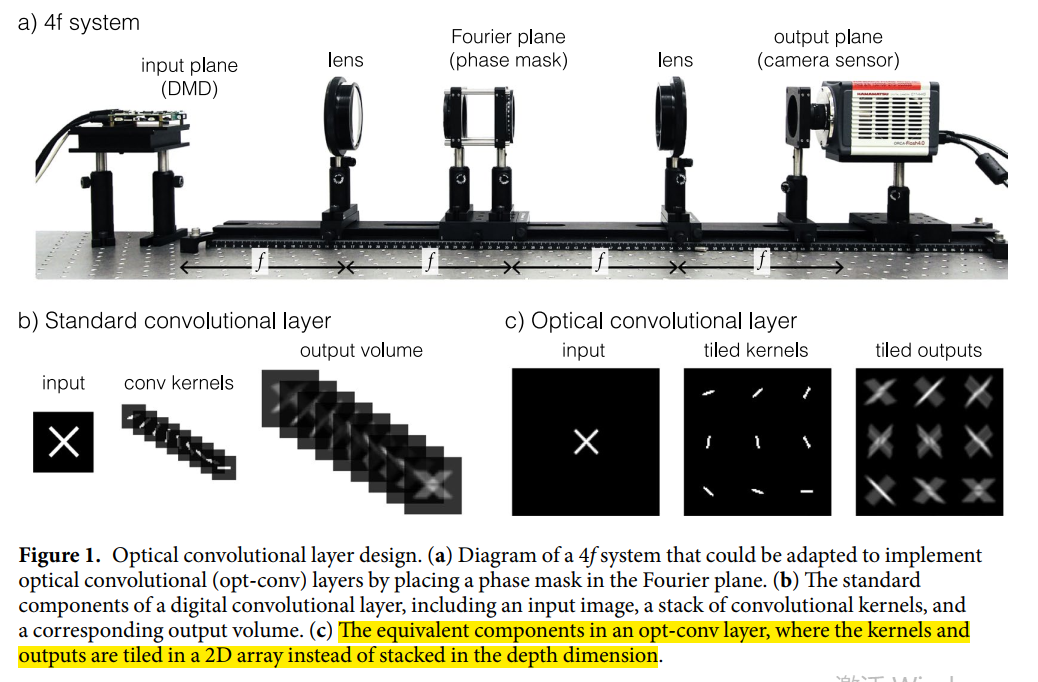 a) 4f system
input plane
(DMD)
lens
Fourier plane
(phase mask)
lens
output plane
(camera sensor)
HAMAMATSU
ORCA-Flash4.0
f
f
f
f
b) Standard convolutional layer
input
conv kernels
output volume
c) Optical convolutional layer
input
tiled kernels
tiled outputs
Figure 1. Optical convolutional layer design. (a) Diagram of a 4f system that could be adapted to implement
optical convolutional (opt-conv) layers by placing a phase mask in the Fourier plane. (b) The standard
components of a digital convolutional layer, including an input image, a stack of convolutional kernels, and
a corresponding output volume. (c) The equivalent components in an opt-conv layer, where the kernels and
outputs are tiled in a 2D array instead of stacked in the depth dimension.